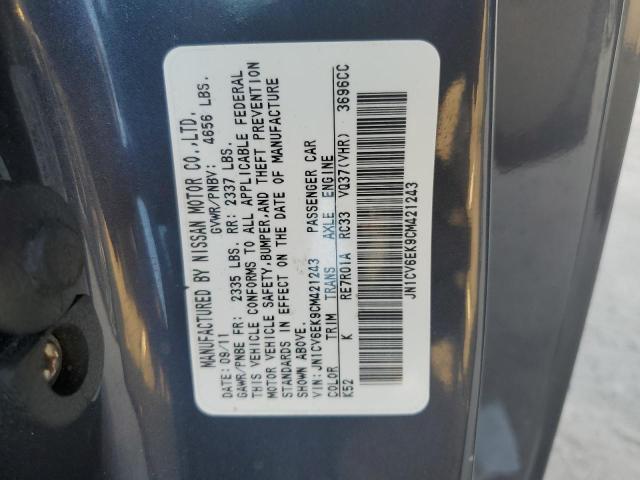 MANUFACTURED BY NISSAN MOTOR CO.,LTD.
DATE: 09/11 GVWR/PNBV: 4656 LBS.
GAWR/PNBE FR: 2335 LBS. RR: 2337 LBS.
THIS VEHICLE CONFORMS TO ALL APPLICABLE FEDERAL
MOTOR VEHICLE SAFETY,BUMPER,AND THEFT PREVENTION
STANDARDS IN EFFECT ON THE DATE OF MANUFACTURE
SHOWN ABOVE.
VIN: JN1CV6EK9CM421243 PASSENGER CAR
COLOR TRIM TRANS AXLE ENGINE
K52 K RE7R01A RC33 VQ37(VHR) 3696CC
JN1CV6EK9CM421243